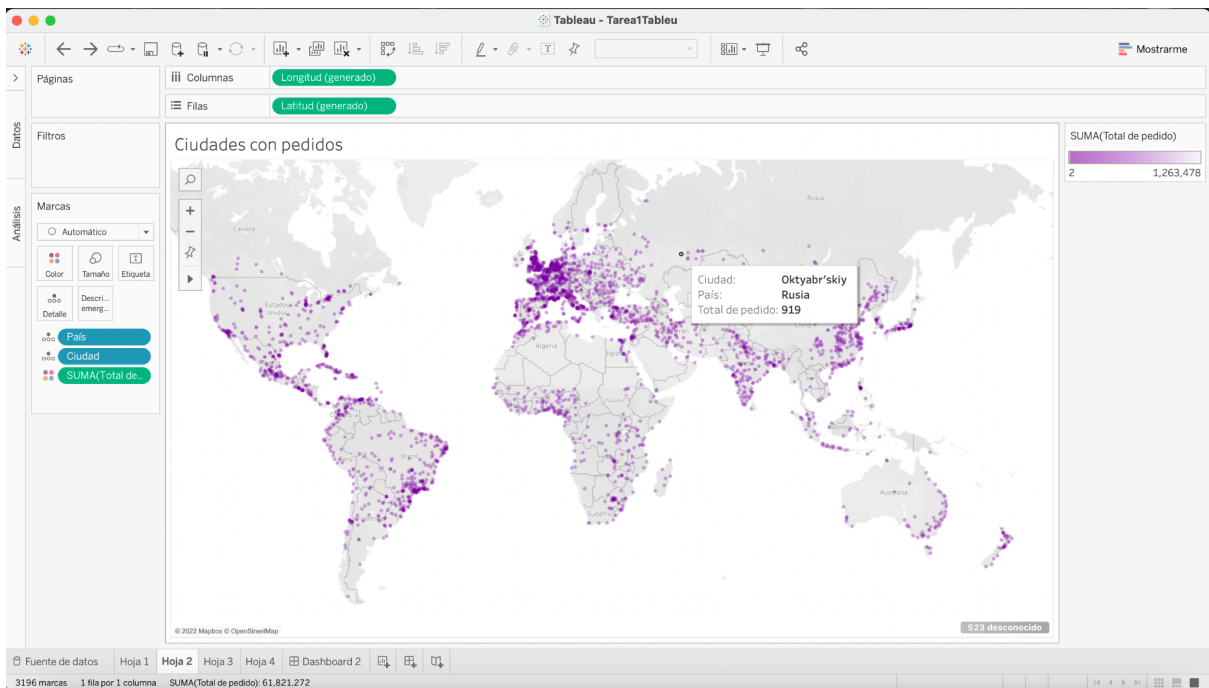 Tableau - Tarea1Tableu
Mostrarme
Páginas
iii Columnas
Longitud (generado)
Filas
Latitud (generado)
Datos
Análisis
Filtros
Ciudades con pedidos
SUMA(Total de pedido)
2 1,263,478
Marcas
Automático
Color Tamaño Etiqueta
Detalle Descri... emerg...
País
Ciudad
SUMA(Total de..
Canadá
Rusia
Estados
Unidos
Ciudad: Oktyabr'skiy
País: Rusia
Total de pedido: 919
Argelia
Brasil
Australia
© 2022 Mapbox © OpenStreetMap
523 desconocido
Fuente de datos Hoja 1 Hoja 2 Hoja 3 Hoja 4 Dashboard 2
3196 marcas 1 fila por 1 columna SUMA(Total de pedido): 61,821,272